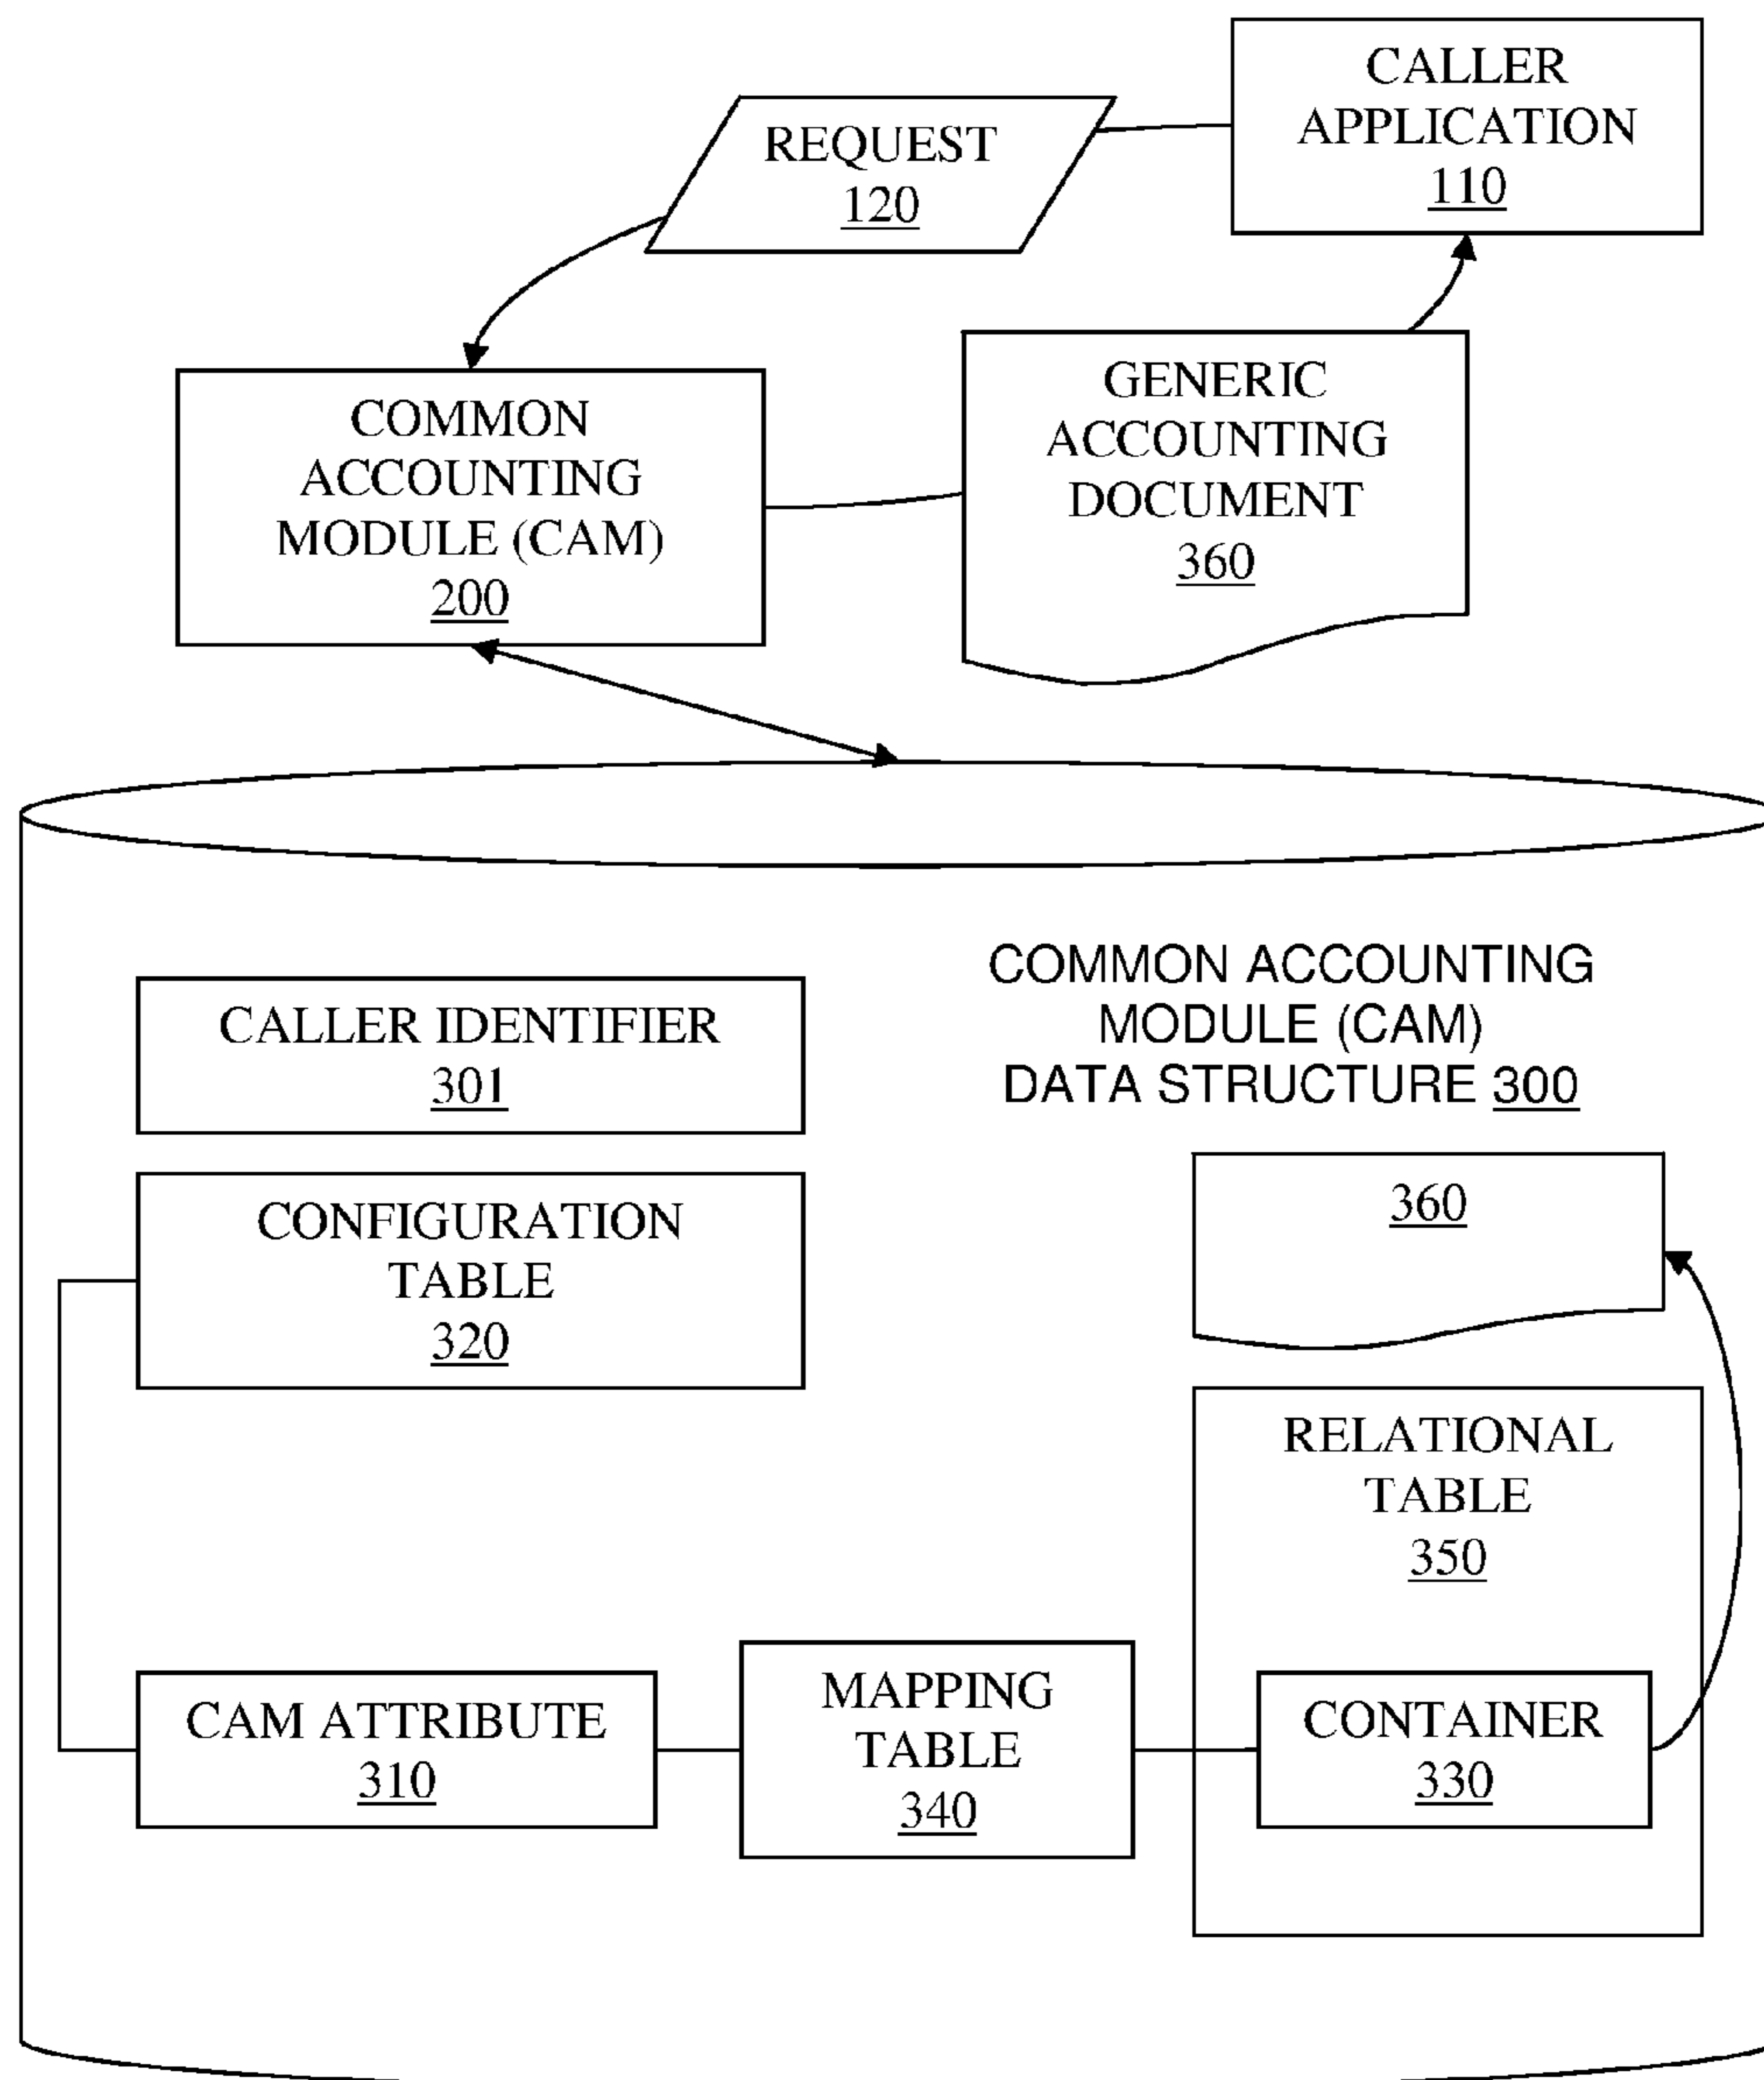 CALLER
APPLICATION
110
REQUEST
120
COMMON
ACCOUNTING
MODULE (CAM)
200
GENERIC
ACCOUNTING
DOCUMENT
360
COMMON ACCOUNTING
MODULE (CAM)
DATA STRUCTURE 300
CALLER IDENTIFIER
301
CONFIGURATION
TABLE
320
360
RELATIONAL
TABLE
350
CAM ATTRIBUTE
310
MAPPING
TABLE
340
CONTAINER
330